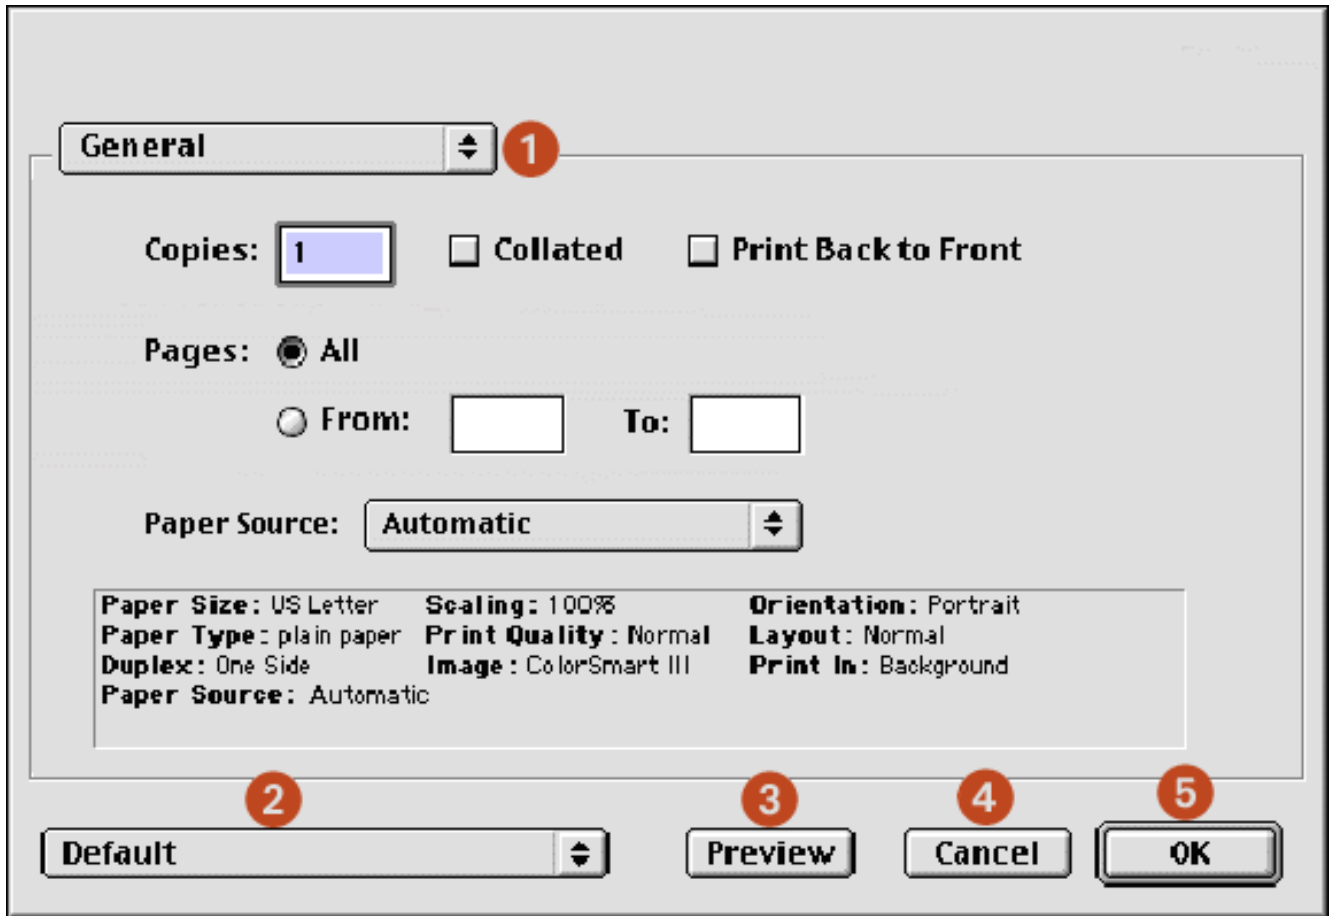 General 1
Copies: 1 Collated Print Back to Front
Pages: All
From: To:
Paper Source: Automatic
Paper Size: US Letter Scaling: 100% Orientation: Portrait
Paper Type: plain paper Print Quality: Normal Layout: Normal
Duplex: One Side Image: ColorSmart III Print In: Background
Paper Source: Automatic
2 3 4 5
Default Preview Cancel OK